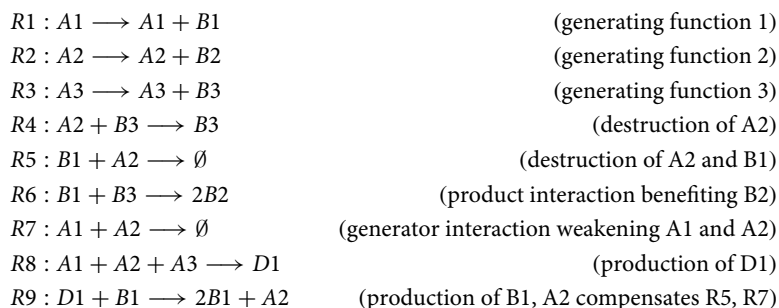 R1 : A1 ⟶ A1 + B1 (generating function 1)
R2 : A2 ⟶ A2 + B2 (generating function 2)
R3 : A3 ⟶ A3 + B3 (generating function 3)
R4 : A2 + B3 ⟶ B3 (destruction of A2)
R5 : B1 + A2 ⟶ ∅ (destruction of A2 and B1)
R6 : B1 + B3 ⟶ 2B2 (product interaction benefiting B2)
R7 : A1 + A2 ⟶ ∅ (generator interaction weakening A1 and A2)
R8 : A1 + A2 + A3 ⟶ D1 (production of D1)
R9 : D1 + B1 ⟶ 2B1 + A2 (production of B1, A2 compensates R5, R7)